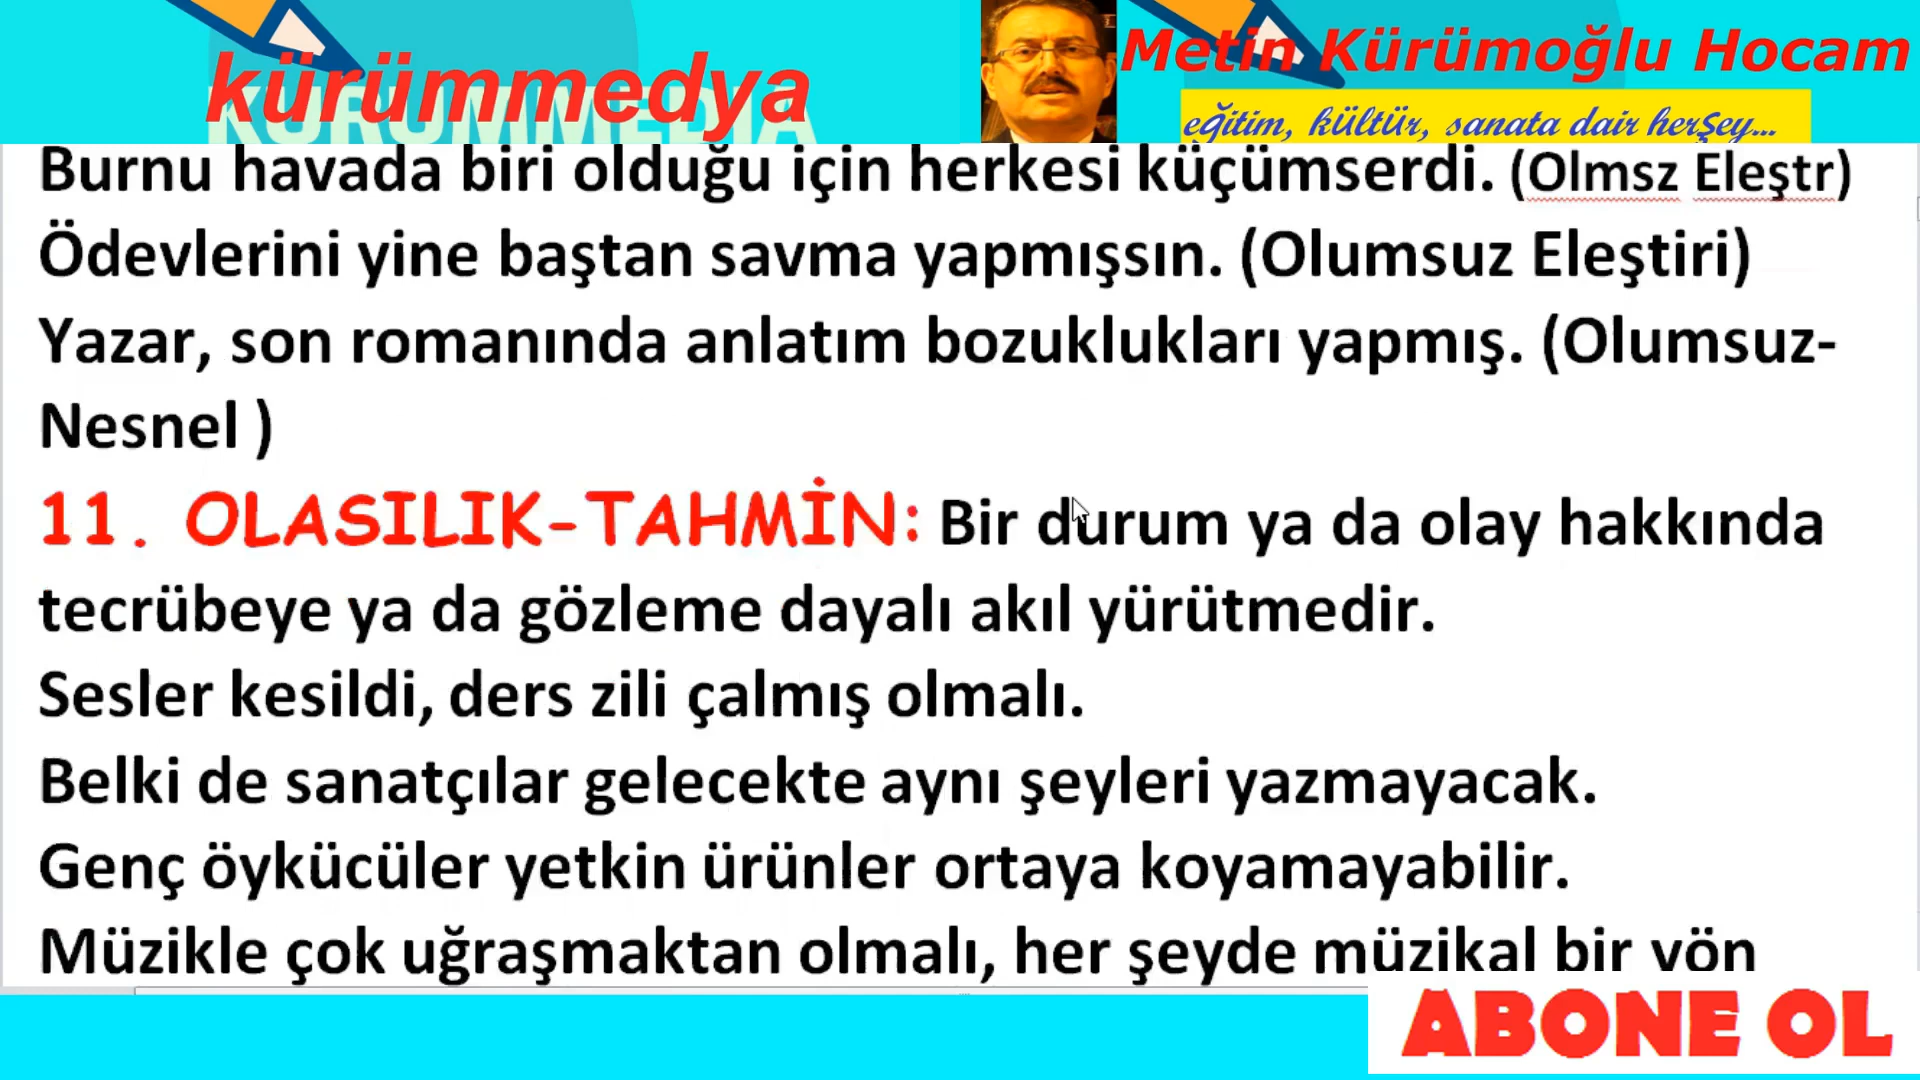 kürümmedya
KÜRÜMMEDIA
Metin Kürümoğlu Hocam
eğitim, kültür, sanata dair herşey...
Burnu havada biri olduğu için herkesi küçümserdi. (Olmsz Eleştr)
Ödevlerini yine baştan savma yapmışsın. (Olumsuz Eleştiri)
Yazar, son romanında anlatım bozuklukları yapmış. (Olumsuz-
Nesnel )
11. OLASILIK-TAHMİN: Bir durum ya da olay hakkında
tecrübeye ya da gözleme dayalı akıl yürütmedir.
Sesler kesildi, ders zili çalmış olmalı.
Belki de sanatçılar gelecekte aynı şeyleri yazmayacak.
Genç öykücüler yetkin ürünler ortaya koyamayabilir.
Müzikle çok uğraşmaktan olmalı, her şeyde müzikal bir yön
ABONE OL